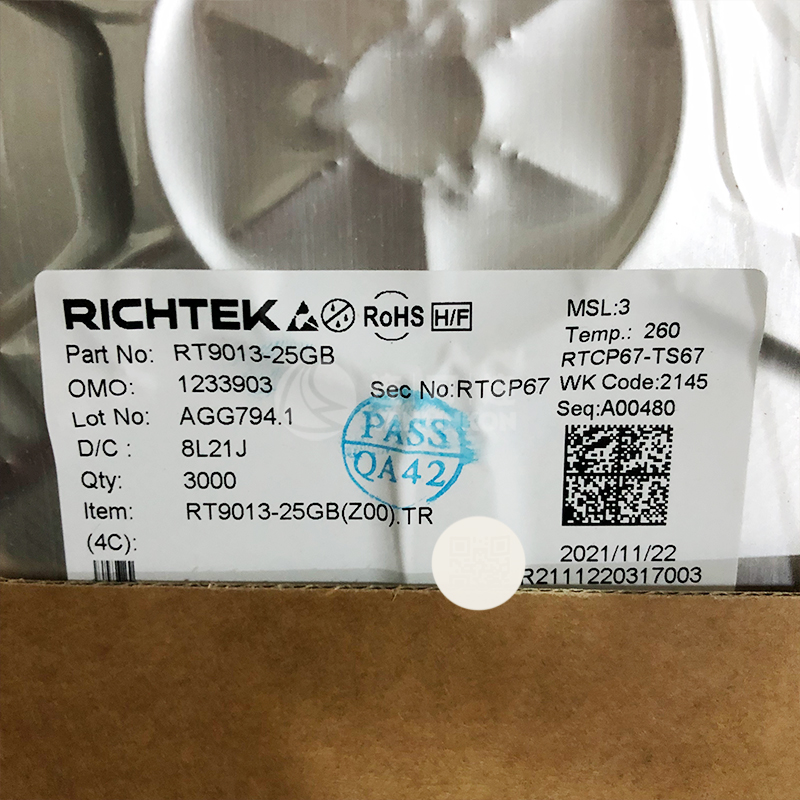 RICHTEK RoHS H/F
MSL:3
Temp.: 260
Part No: RT9013-25GB
RTCP67-TS67
OMO: 1233903
Sec No:RTCP67
WK Code:2145
Lot No: AGG794.1
Seq:A00480
PASS
D/C : 8L21J
QA42
Qty: 3000
Item: RT9013-25GB(Z00).TR
(4C):
2021/11/22
R2111220317003